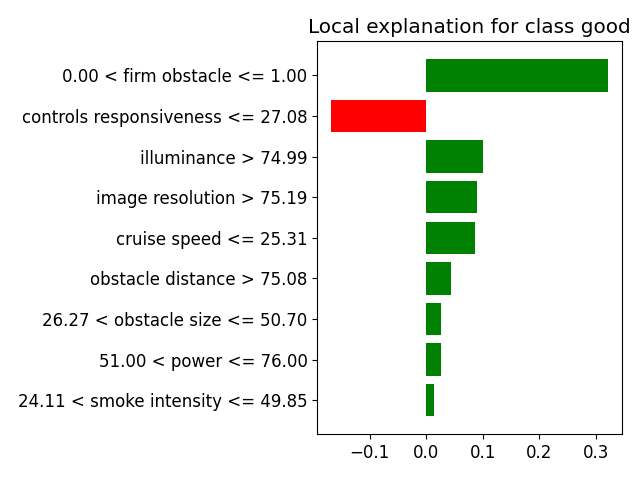 Local explanation for class good
0.00 < firm obstacle <= 1.00
controls responsiveness <= 27.08
illuminance > 74.99
image resolution > 75.19
cruise speed <= 25.31
obstacle distance > 75.08
26.27 < obstacle size <= 50.70
51.00 < power <= 76.00
24.11 < smoke intensity <= 49.85
−0.1 0.0 0.1 0.2 0.3